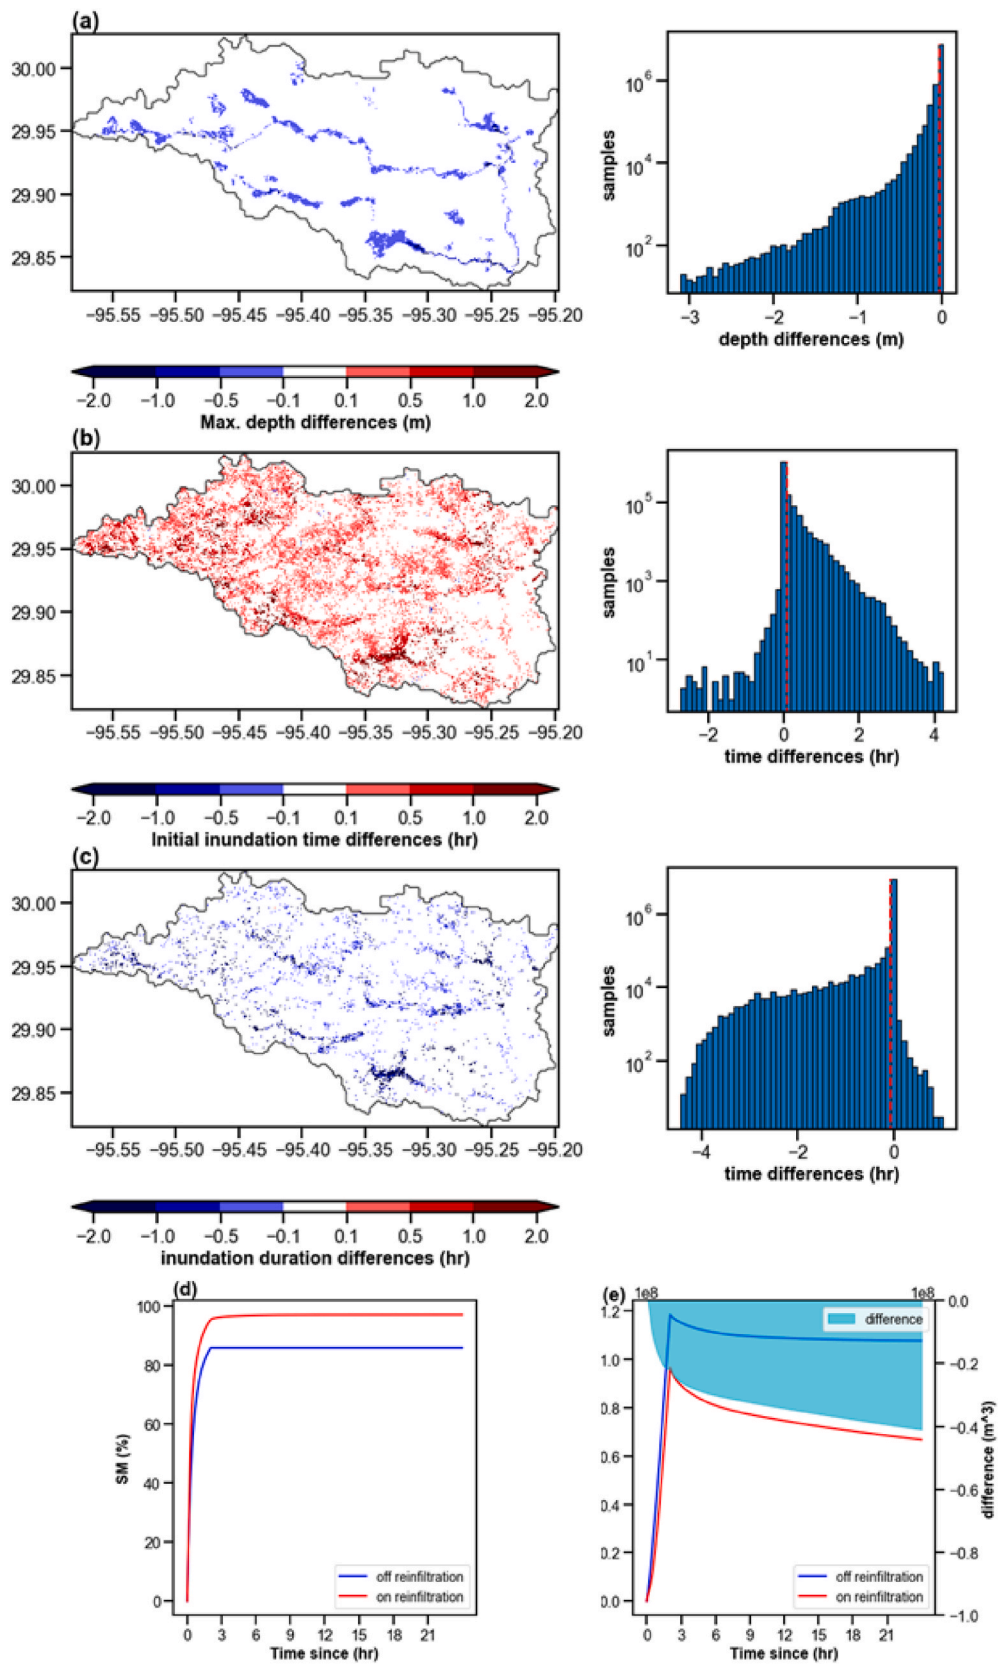 (a)
30.00
29.95
29.90
29.85
−95.55 −95.50 −95.45 −95.40 −95.35 −95.30 −95.25 −95.20
−2.0 −1.0 −0.5 −0.1 0.1 0.5 1.0 2.0
Max. depth differences (m)
samples
10^6
10^4
10^2
−3 −2 −1 0
depth differences (m)
(b)
30.00
29.95
29.90
29.85
−95.55 −95.50 −95.45 −95.40 −95.35 −95.30 −95.25 −95.20
−2.0 −1.0 −0.5 −0.1 0.1 0.5 1.0 2.0
Initial inundation time differences (hr)
samples
10^5
10^3
10^1
−2 0 2 4
time differences (hr)
(c)
30.00
29.95
29.90
29.85
−95.55 −95.50 −95.45 −95.40 −95.35 −95.30 −95.25 −95.20
−2.0 −1.0 −0.5 −0.1 0.1 0.5 1.0 2.0
inundation duration differences (hr)
samples
10^6
10^4
10^2
−4 −2 0
time differences (hr)
(d)
SM (%)
100
80
60
40
20
0
off reinfiltration
on reinfiltration
0 3 6 9 12 15 18 21
Time since (hr)
(e)
1e8
1e8
1.2
1.0
0.8
0.6
0.4
0.2
0.0
difference
off reinfiltration
on reinfiltration
0.0
−0.2
−0.4
−0.6
−0.8
−1.0
difference (m^3)
0 3 6 9 12 15 18 21
Time since (hr)